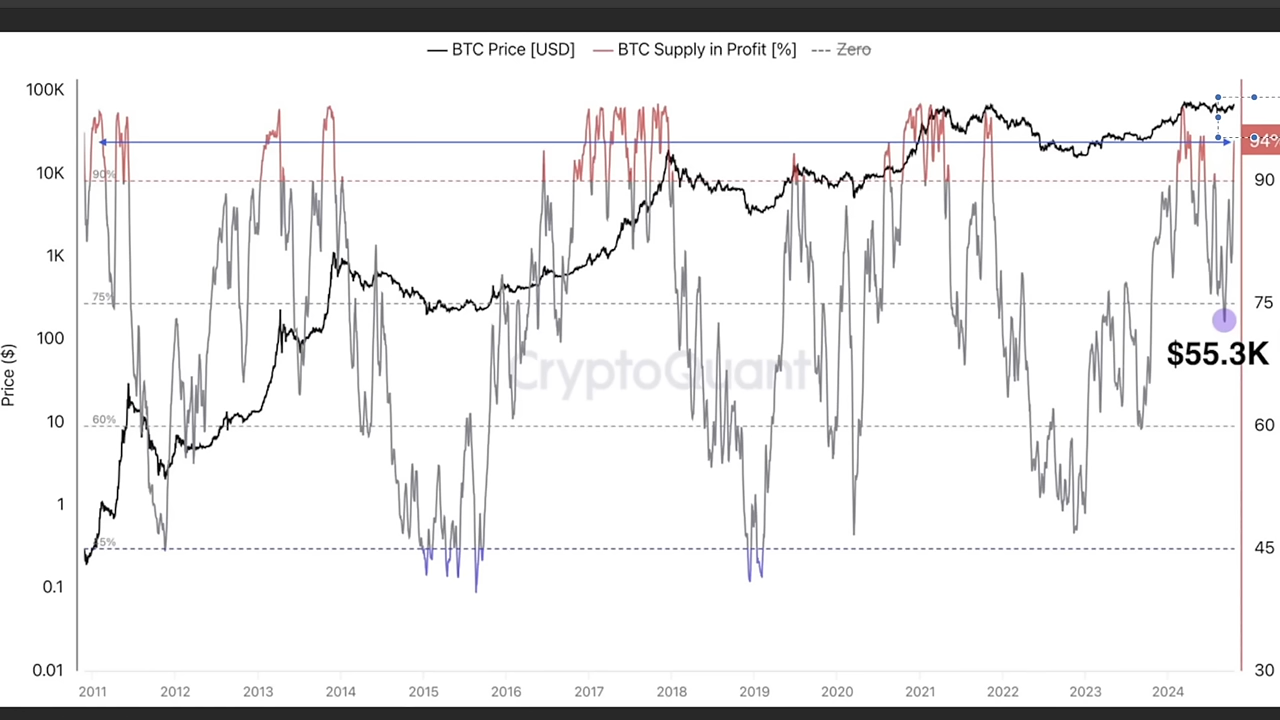 BTC Price [USD] BTC Supply in Profit [%] Zero
100K
10K
1K
100
10
1
0.1
0.01
Price ($)
90%
75%
60%
94%
90
75
60
45
30
$55.3K
CryptoQuant
2011 2012 2013 2014 2015 2016 2017 2018 2019 2020 2021 2022 2023 2024